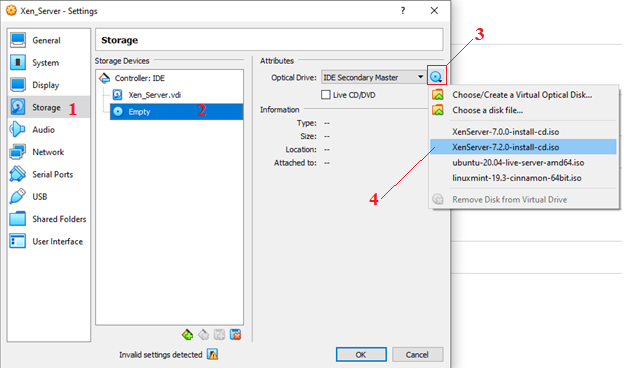 Xen_Server - Settings
?
General
System
Display
Storage 1
Audio
Network
Serial Ports
USB
Shared Folders
User Interface
Storage
Storage Devices
Controller: IDE
Xen_Server.vdi
Empty 2
Attributes
Optical Drive: IDE Secondary Master
Live CD/DVD
Information
Type: --
Size: --
Location: --
Attached to: --
3
Choose/Create a Virtual Optical Disk...
Choose a disk file...
XenServer-7.0.0-install-cd.iso
XenServer-7.2.0-install-cd.iso
ubuntu-20.04-live-server-amd64.iso
linuxmint-19.3-cinnamon-64bit.iso
Remove Disk from Virtual Drive
4
Invalid settings detected
OK
Cancel